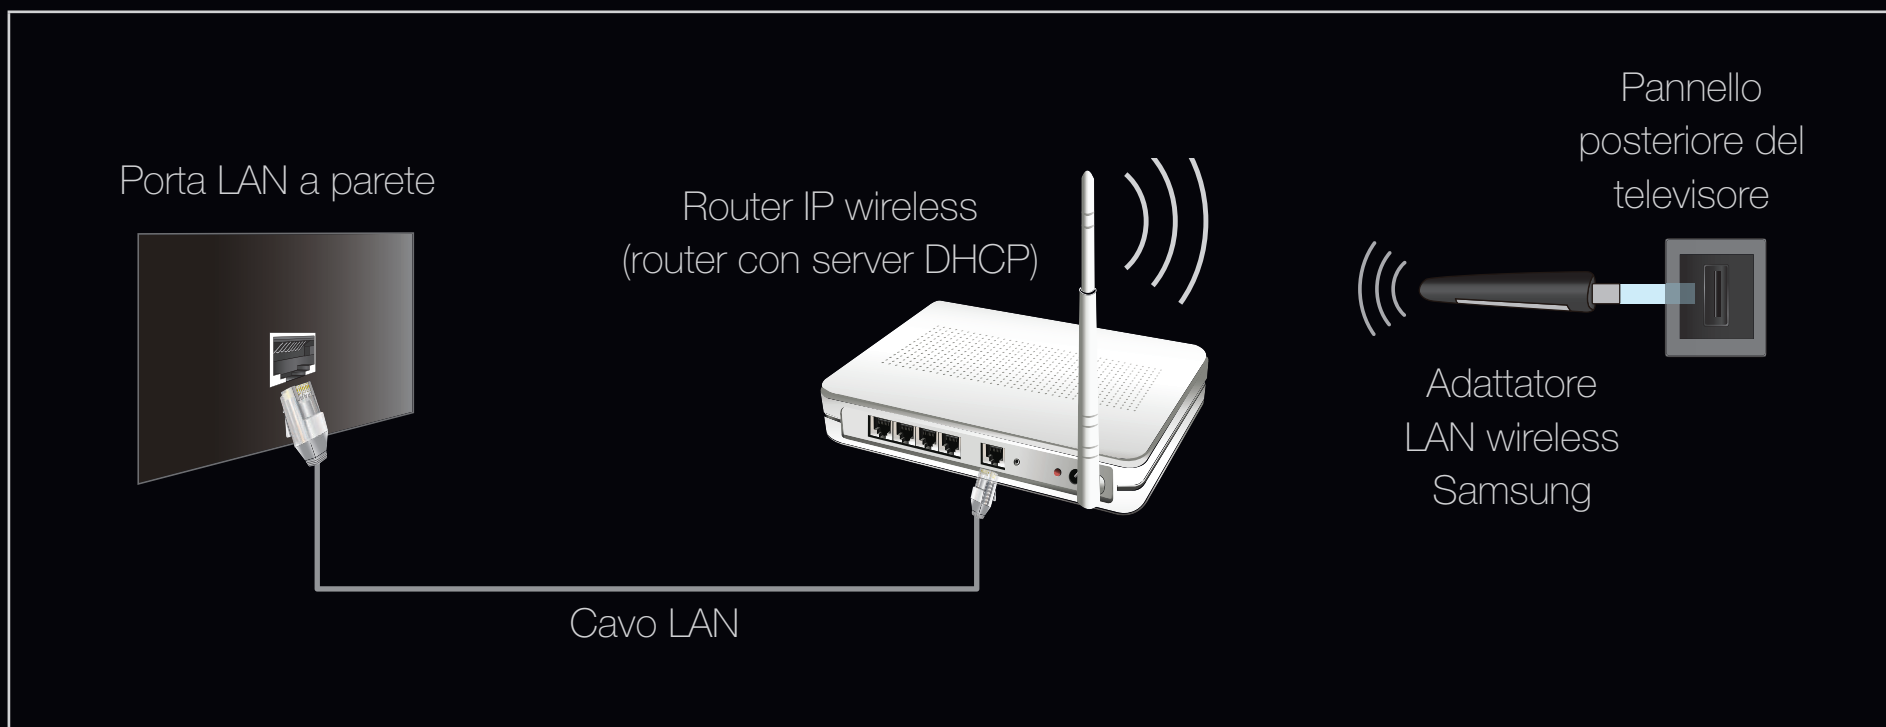 Porta LAN a parete
Router IP wireless
(router con server DHCP)
Pannello
posteriore del
televisore
Adattatore
LAN wireless
Samsung
Cavo LAN